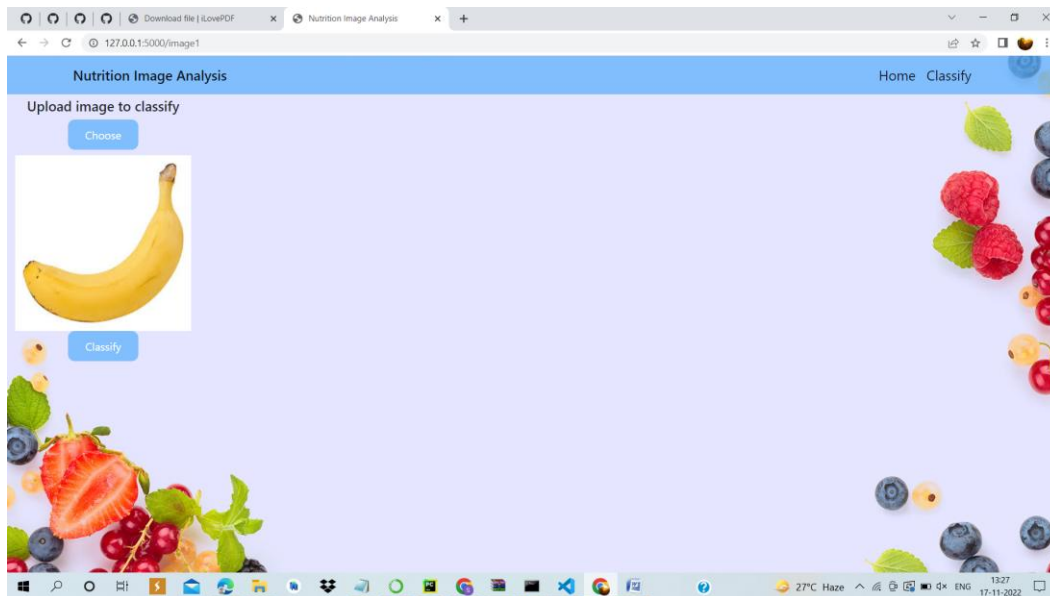 Download file | iLovePDF
Nutrition Image Analysis
127.0.0.1:5000/image1
Nutrition Image Analysis Home Classify
Upload image to classify
Choose
Classify
27°C Haze ENG 13:27
17-11-2022